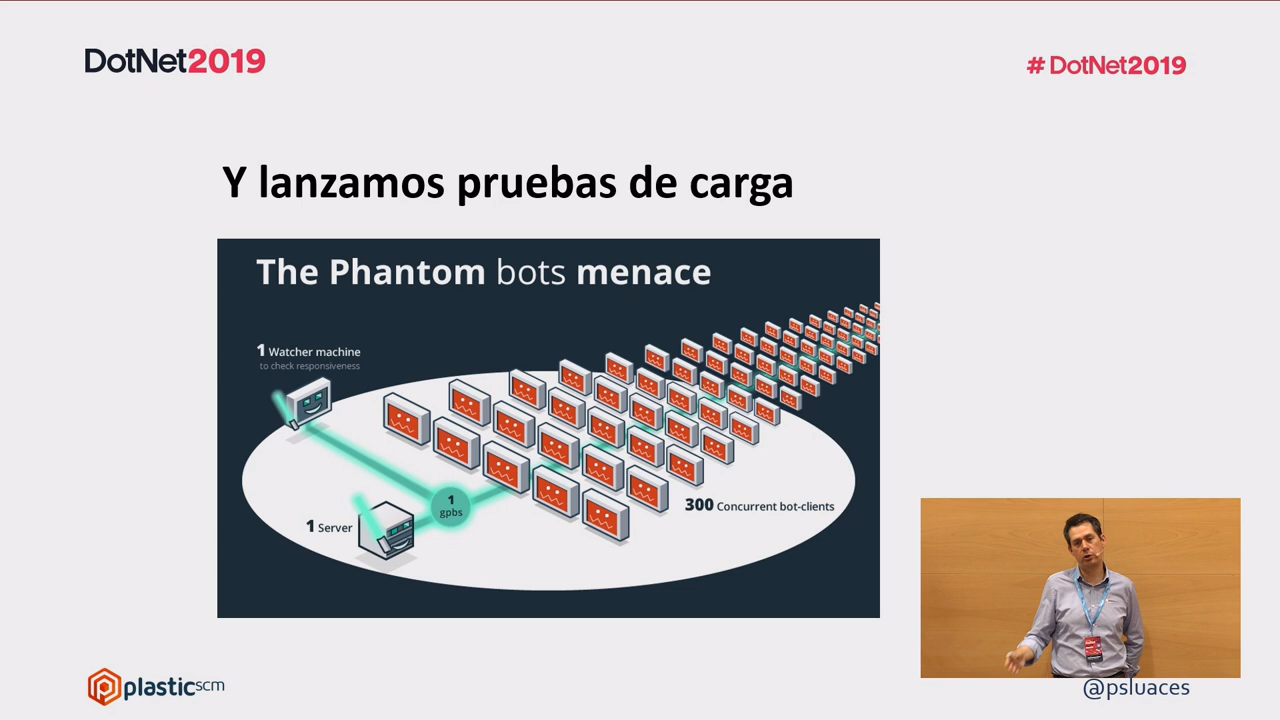 DotNet2019
# DotNet2019
Y lanzamos pruebas de carga
The Phantom bots menace
1 Watcher machine
to check responsiveness
1
gpbs
1 Server
300 Concurrent bot-clients
plasticscm
@psluaces